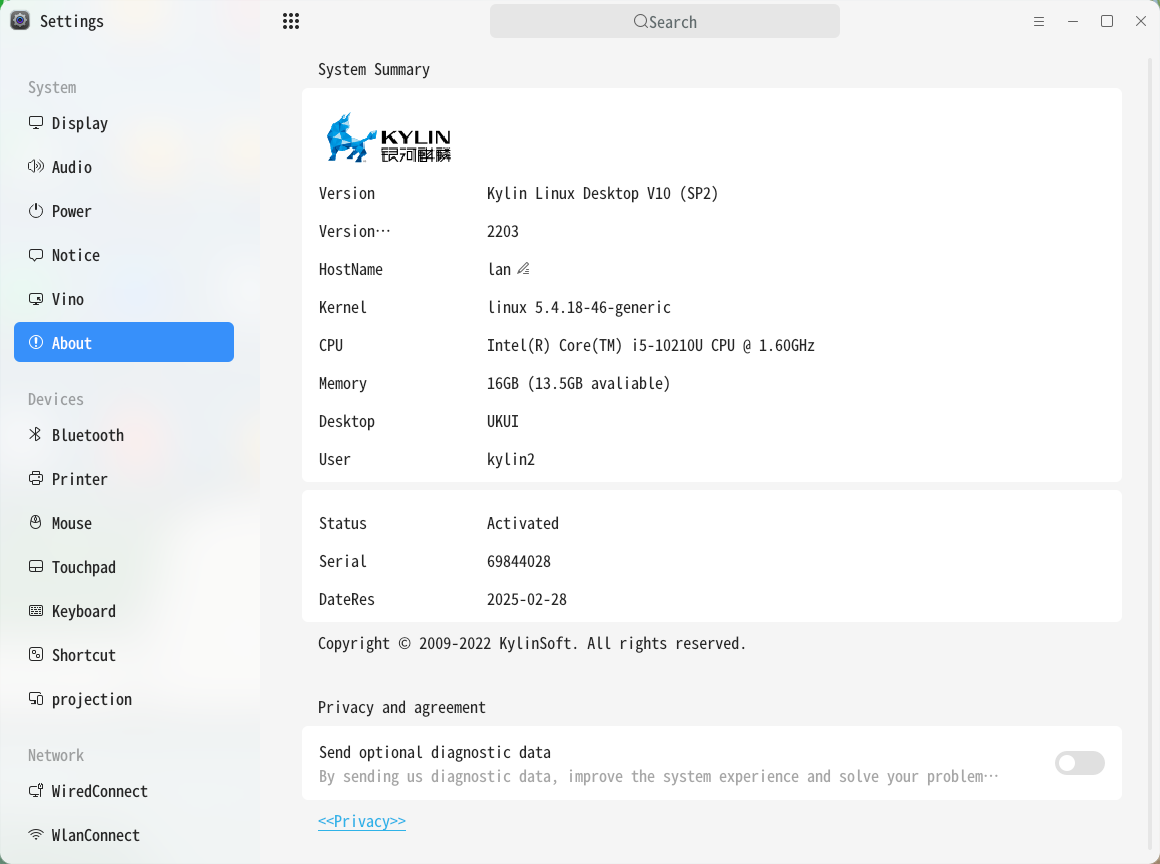 Settings
Search
System
Display
Audio
Power
Notice
Vino
About
Devices
Bluetooth
Printer
Mouse
Touchpad
Keyboard
Shortcut
projection
Network
WiredConnect
WlanConnect
System Summary
KYLIN
银河麒麟
Version Kylin Linux Desktop V10 (SP2)
Version··· 2203
HostName lan
Kernel linux 5.4.18-46-generic
CPU Intel(R) Core(TM) i5-10210U CPU @ 1.60GHz
Memory 16GB (13.5GB avaliable)
Desktop UKUI
User kylin2
Status Activated
Serial 69844028
DateRes 2025-02-28
Copyright © 2009-2022 KylinSoft. All rights reserved.
Privacy and agreement
Send optional diagnostic data
By sending us diagnostic data, improve the system experience and solve your problem···
<<Privacy>>